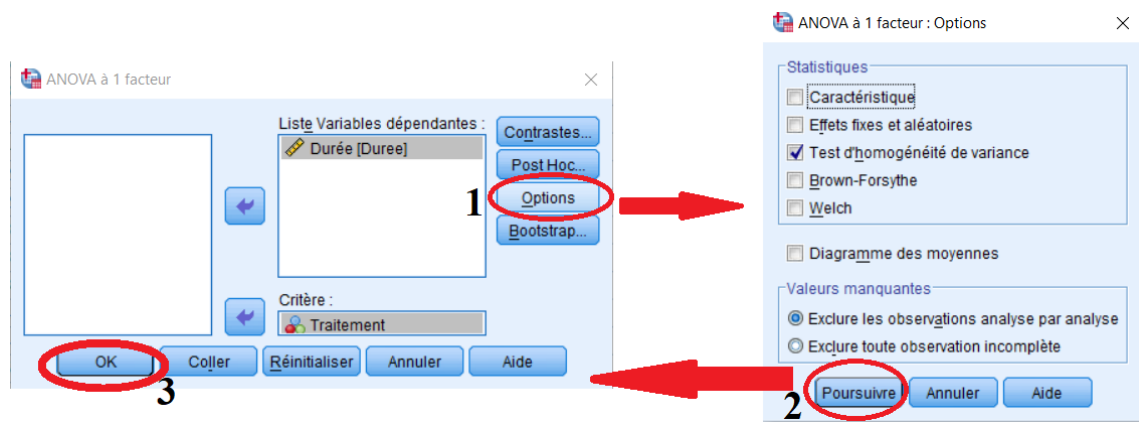 ANOVA à 1 facteur
Liste Variables dépendantes :
Durée [Duree]
Contrastes...
Post Hoc...
1
Options
Bootstrap...
Critère :
Traitement
OK
Coller
Réinitialiser
Annuler
Aide
3
ANOVA à 1 facteur : Options
Statistiques
Caractéristique
Effets fixes et aléatoires
Test d'homogénéité de variance
Brown-Forsythe
Welch
Diagramme des moyennes
Valeurs manquantes
Exclure les observations analyse par analyse
Exclure toute observation incomplète
2
Poursuivre
Annuler
Aide